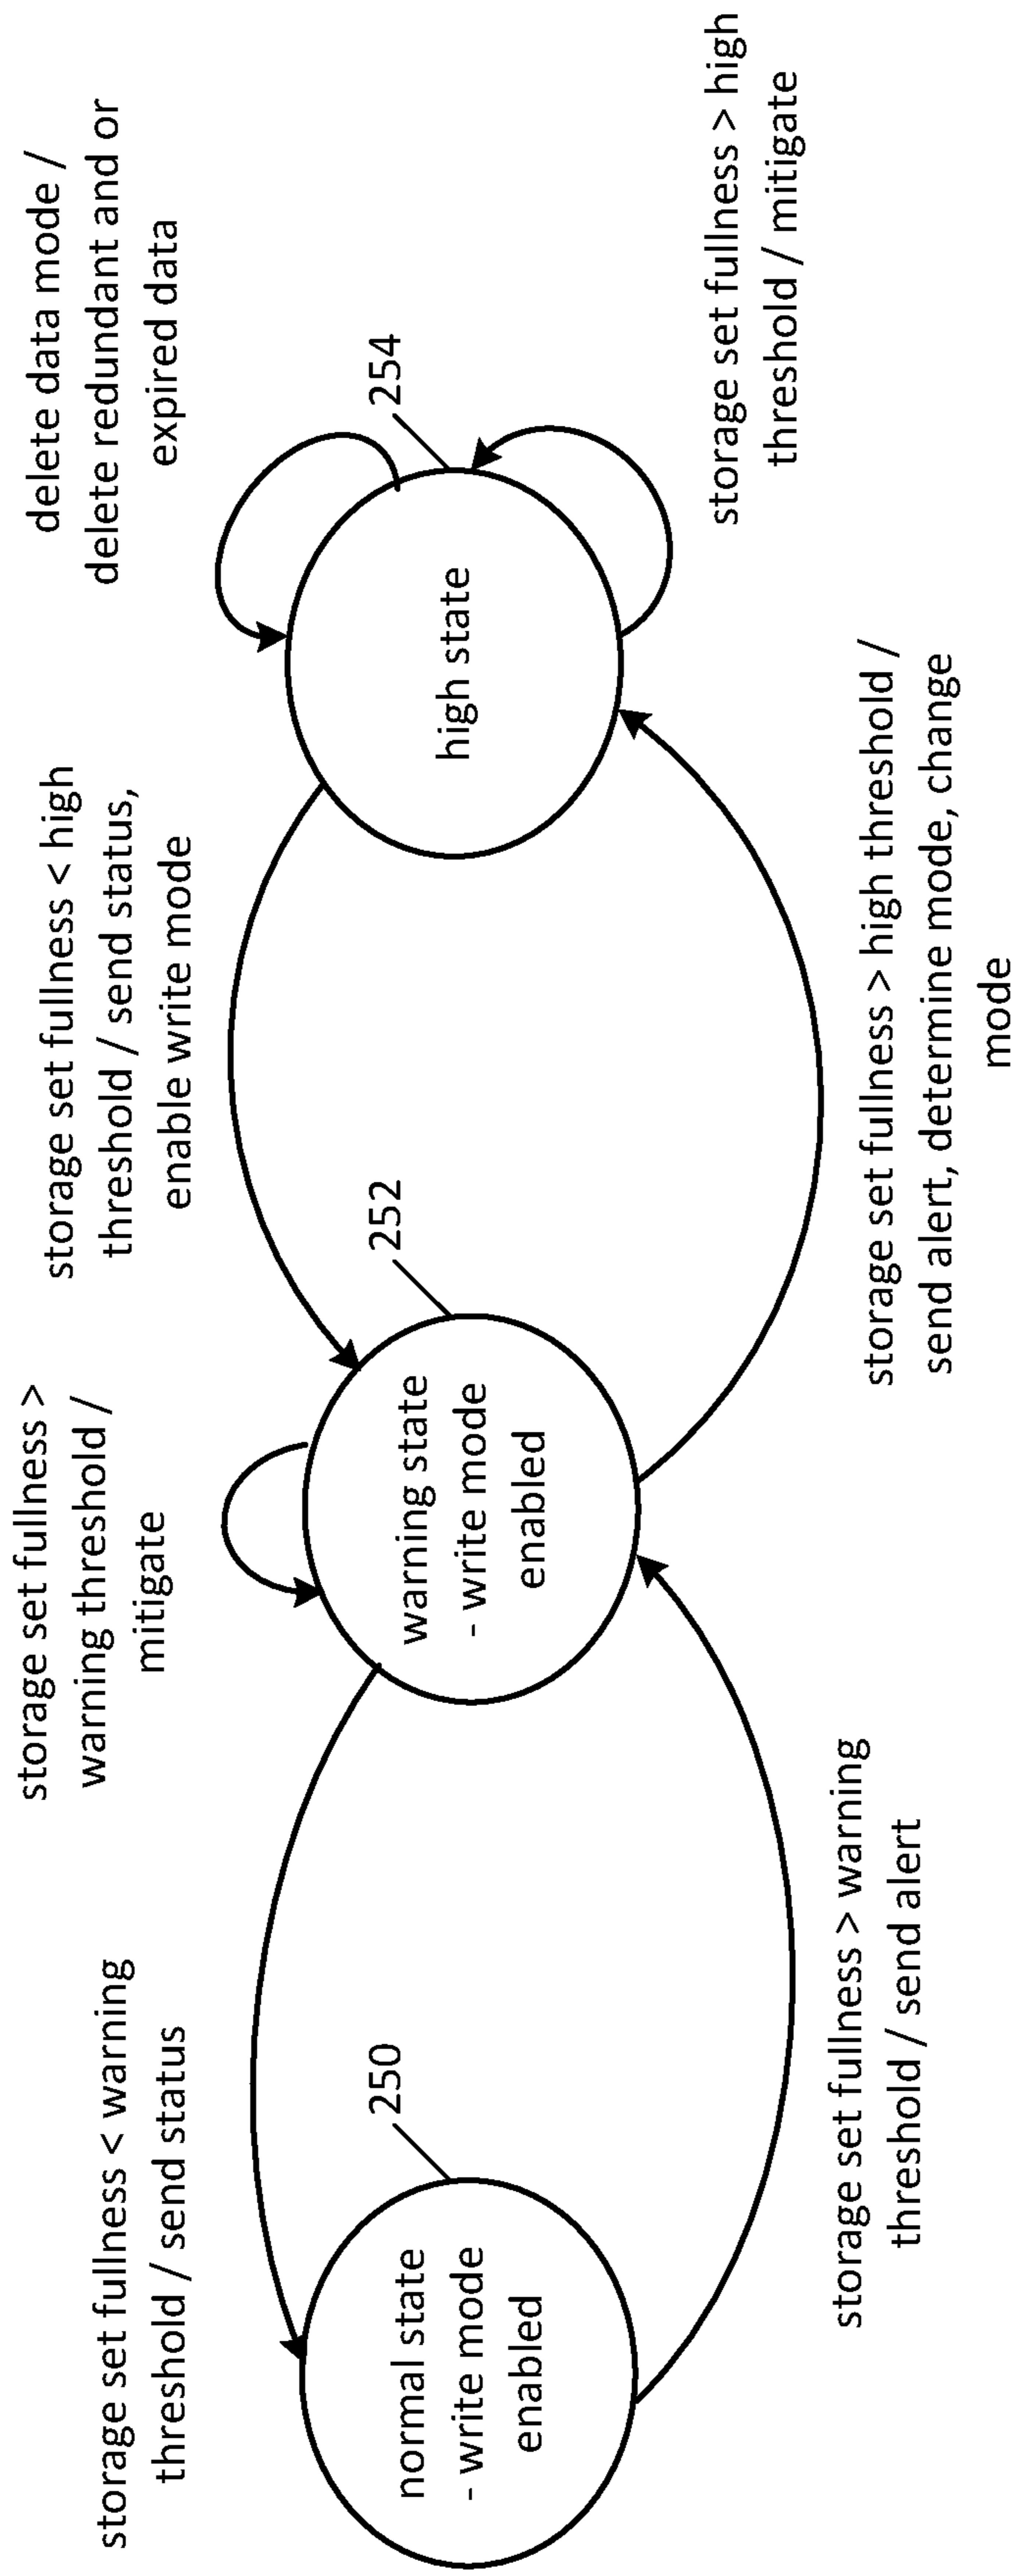 storage set fullness < warning
threshold / send status
storage set fullness >
warning threshold /
mitigate
storage set fullness < high
threshold / send status,
enable write mode
delete data mode /
delete redundant and or
expired data
250
normal state
- write mode
enabled
252
warning state
- write mode
enabled
254
high state
storage set fullness > warning
threshold / send alert
storage set fullness > high threshold /
send alert, determine mode, change
mode
storage set fullness > high
threshold / mitigate